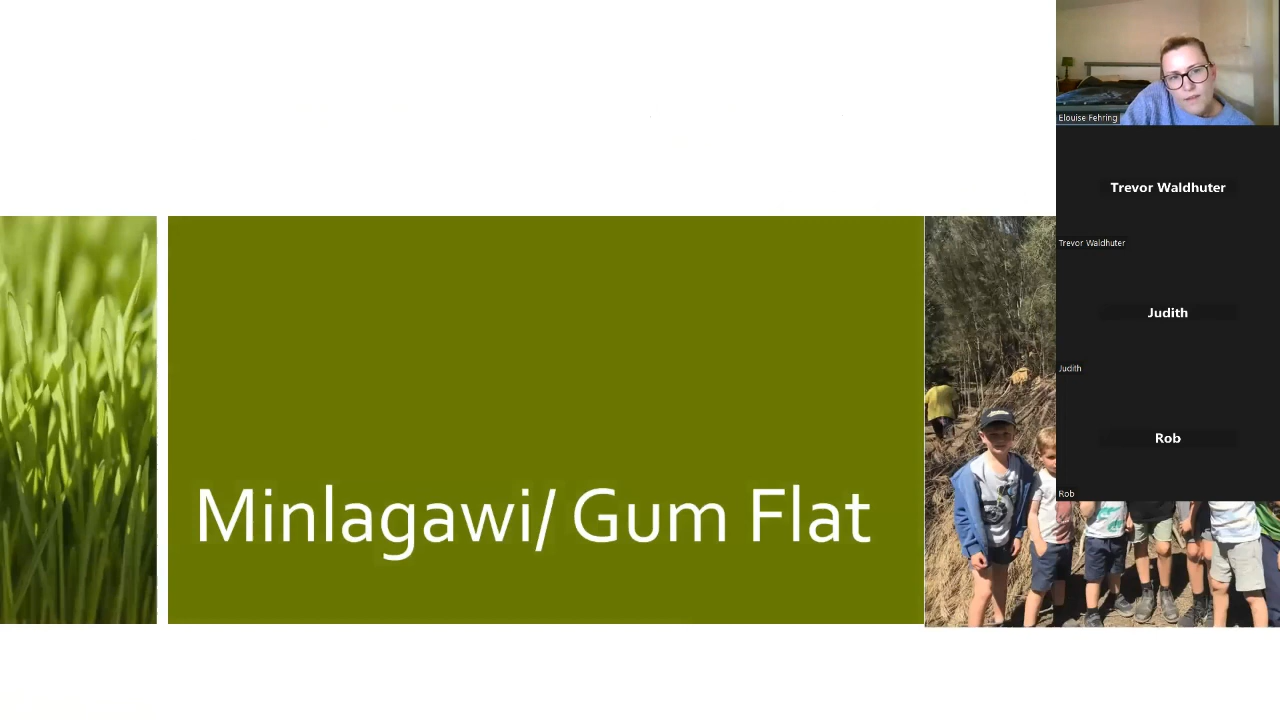 Minlagawi/ Gum Flat
Elouise Fehring
Trevor Waldhuter
Trevor Waldhuter
Judith
Judith
Rob
Rob